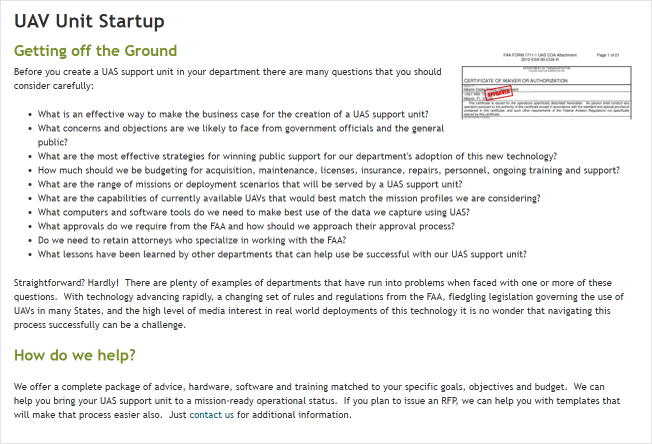 UAV Unit Startup
Getting off the Ground
FAA FORM 7711-1 UAS COA Attachment
Page 1 of 21
Before you create a UAS support unit in your department there are many questions that you should
consider carefully:
CERTIFICATE OF WAIVER OR AUTHORIZATION
APPROVED
• What is an effective way to make the business case for the creation of a UAS support unit?
• What concerns and objections are we likely to face from government officials and the general
public?
• What are the most effective strategies for winning public support for our department's adoption of this new technology?
• How much should we be budgeting for acquisition, maintenance, licenses, insurance, repairs, personnel, ongoing training and support?
• What are the range of missions or deployment scenarios that will be served by a UAS support unit?
• What are the capabilities of currently available UAVs that would best match the mission profiles we are considering?
• What computers and software tools do we need to make best use of the data we capture using UAS?
• What approvals do we require from the FAA and how should we approach their approval process?
• Do we need to retain attorneys who specialize in working with the FAA?
• What lessons have been learned by other departments that can help use be successful with our UAS support unit?
Straightforward? Hardly! There are plenty of examples of departments that have run into problems when faced with one or more of these
questions. With technology advancing rapidly, a changing set of rules and regulations from the FAA, fledgling legislation governing the use of
UAVs in many States, and the high level of media interest in real world deployments of this technology it is no wonder that navigating this
process successfully can be a challenge.
How do we help?
We offer a complete package of advice, hardware, software and training matched to your specific goals, objectives and budget. We can
help you bring your UAS support unit to a mission-ready operational status. If you plan to issue an RFP, we can help you with templates that
will make that process easier also. Just contact us for additional information.